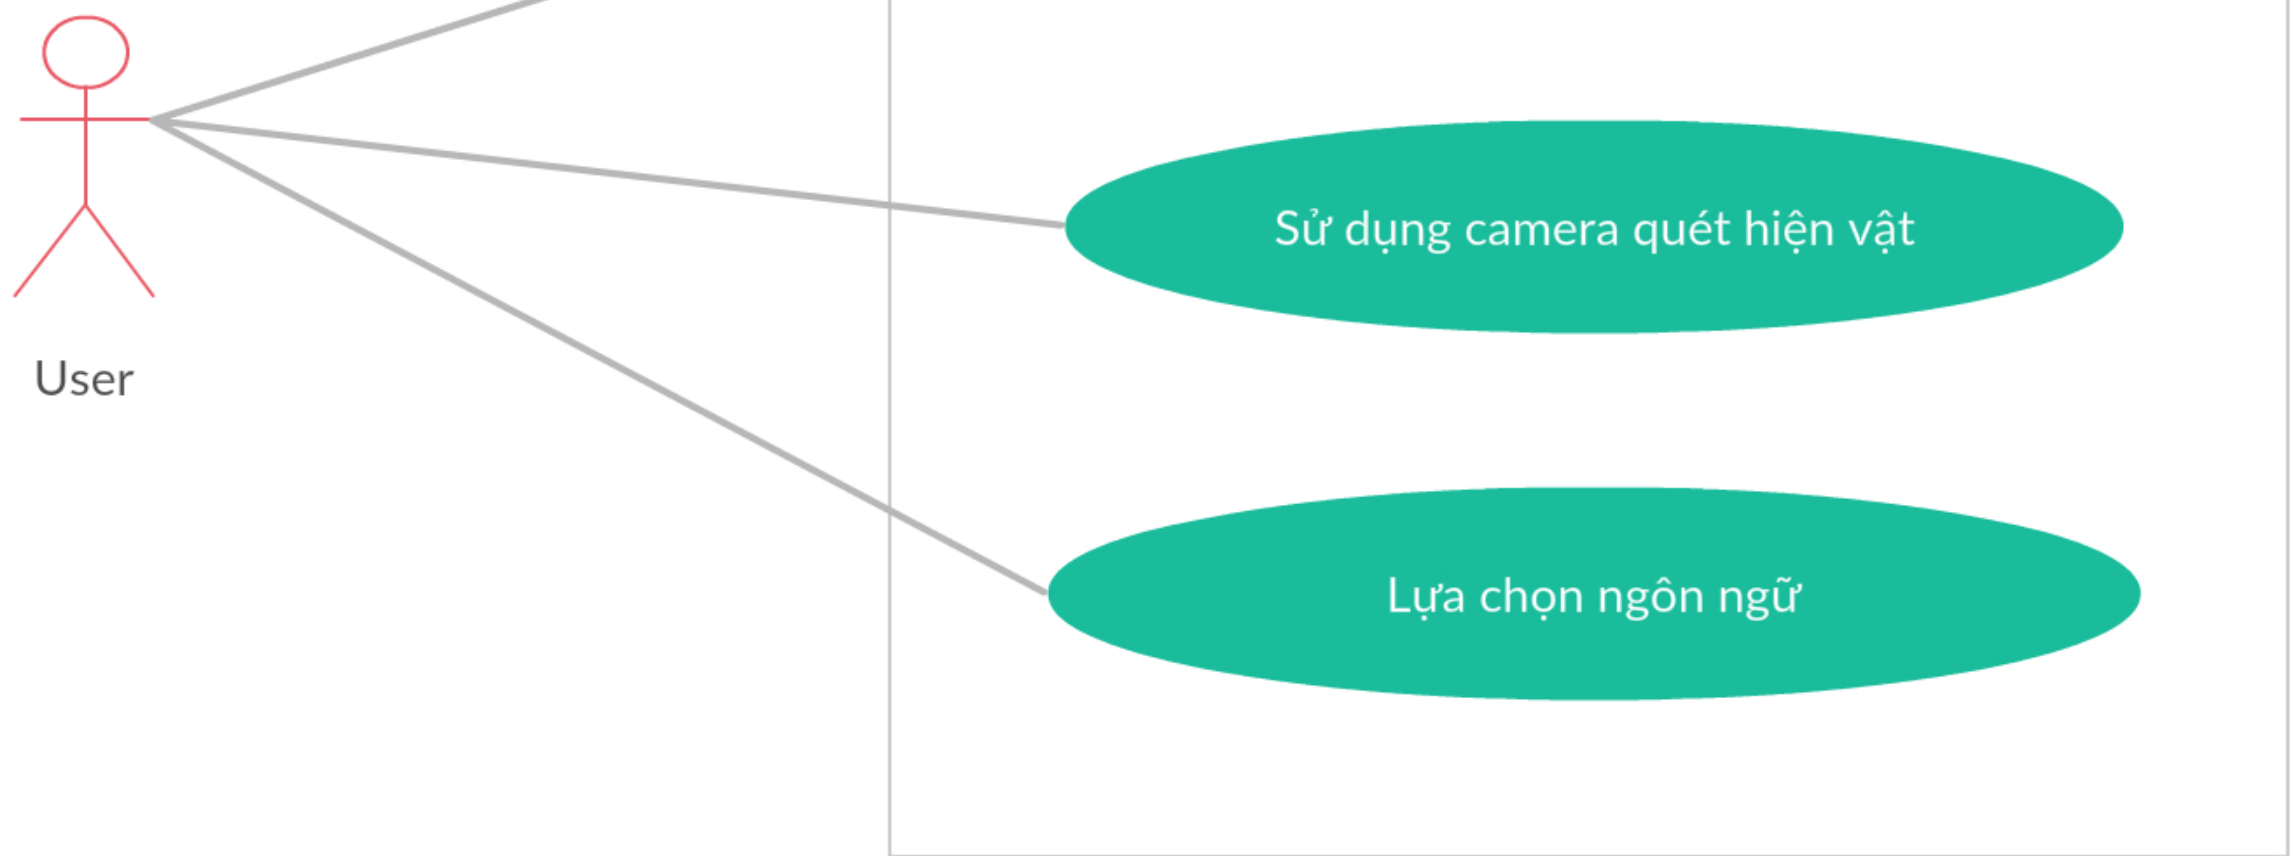 Sử dụng camera quét hiện vật
User
Lựa chọn ngôn ngữ